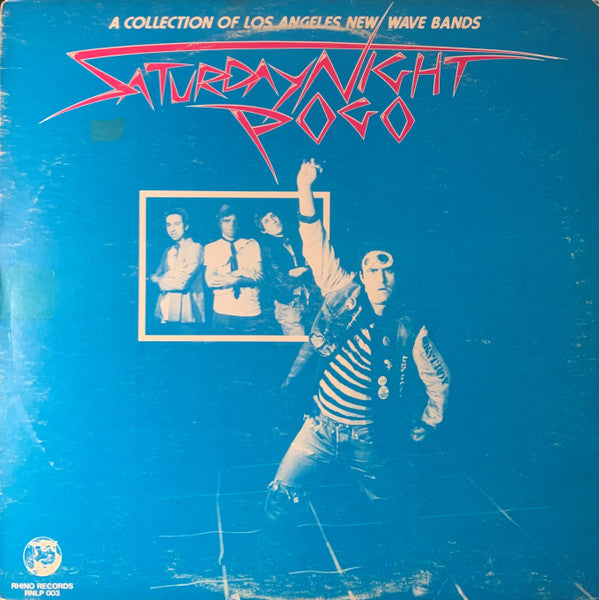 A COLLECTION OF LOS ANGELES NEW WAVE BANDS
SATURDAY NIGHT
POGO
RHINO RECORDS
RNLP 003